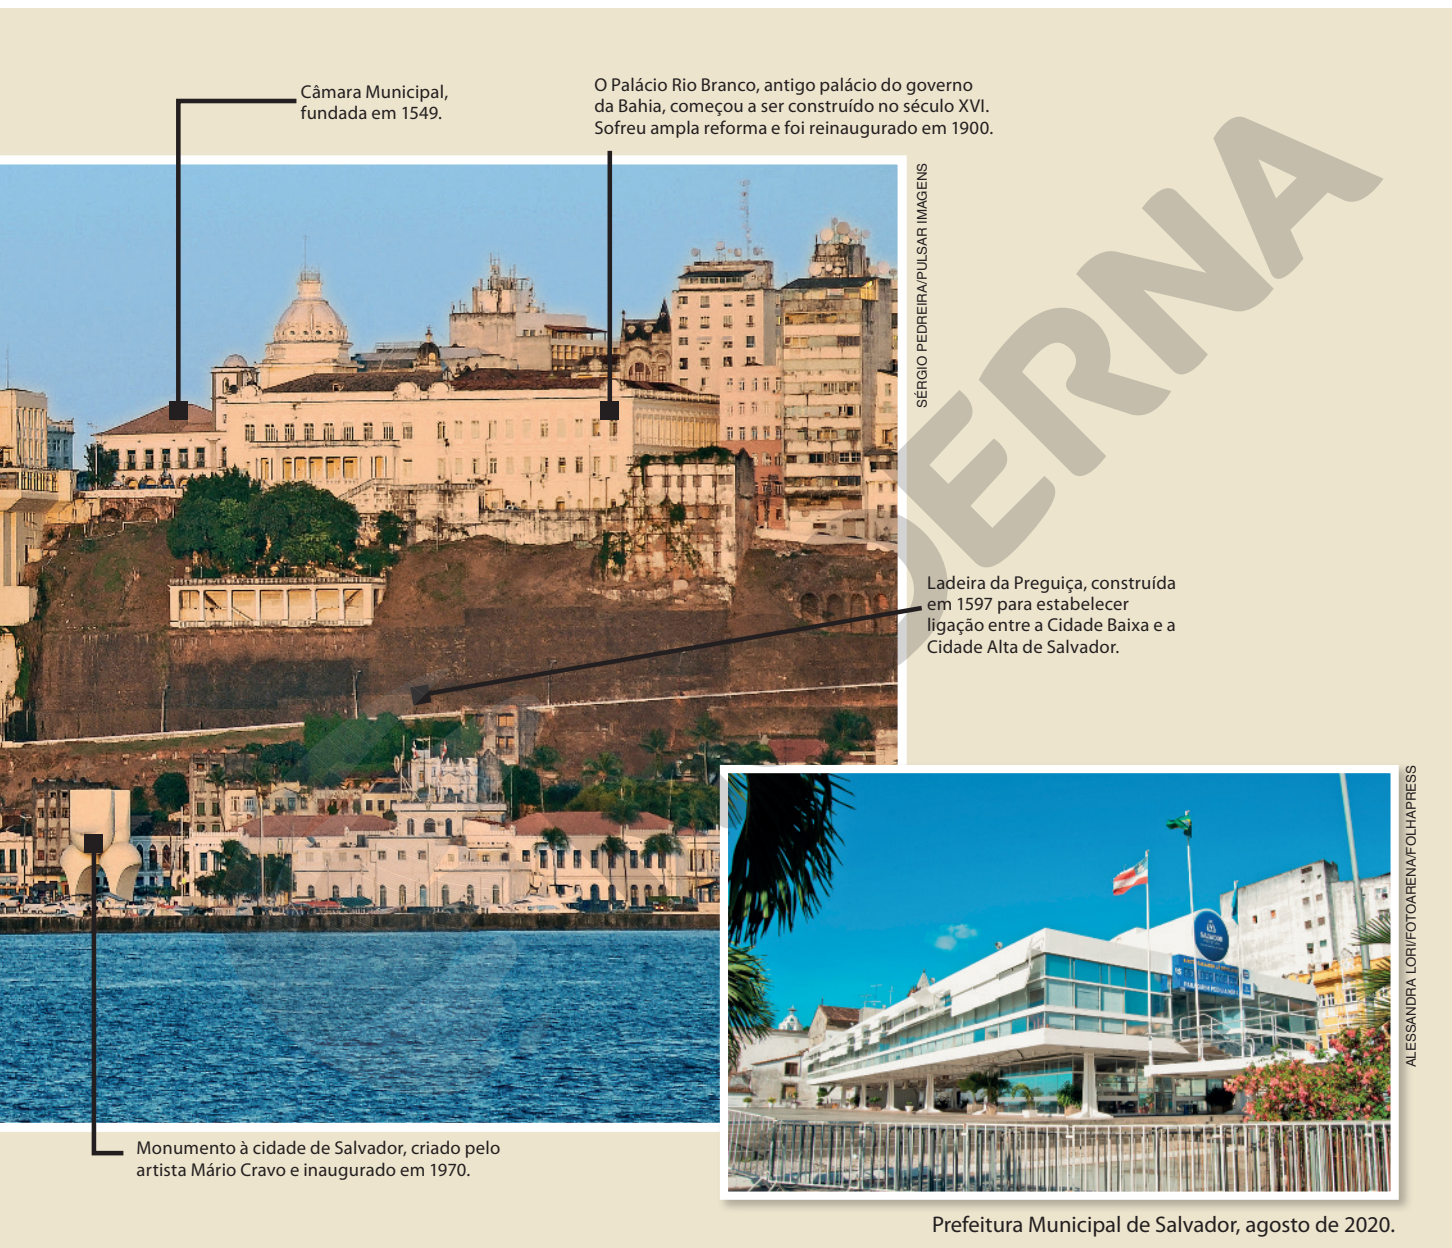 Câmara Municipal,
fundada em 1549.
O Palácio Rio Branco, antigo palácio do governo
da Bahia, começou a ser construído no século XVI.
Sofreu ampla reforma e foi reinaugurado em 1900.
SÉRGIO PEDREIRA/PULSAR IMAGENS
Ladeira da Preguiça, construída
em 1597 para estabelecer
ligação entre a Cidade Baixa e a
Cidade Alta de Salvador.
DERNA
ALESSANDRA LORI/FOTOARENA/FOLHAPRESS
SALVADOR
Monumento à cidade de Salvador, criado pelo
artista Mário Cravo e inaugurado em 1970.
Prefeitura Municipal de Salvador, agosto de 2020.